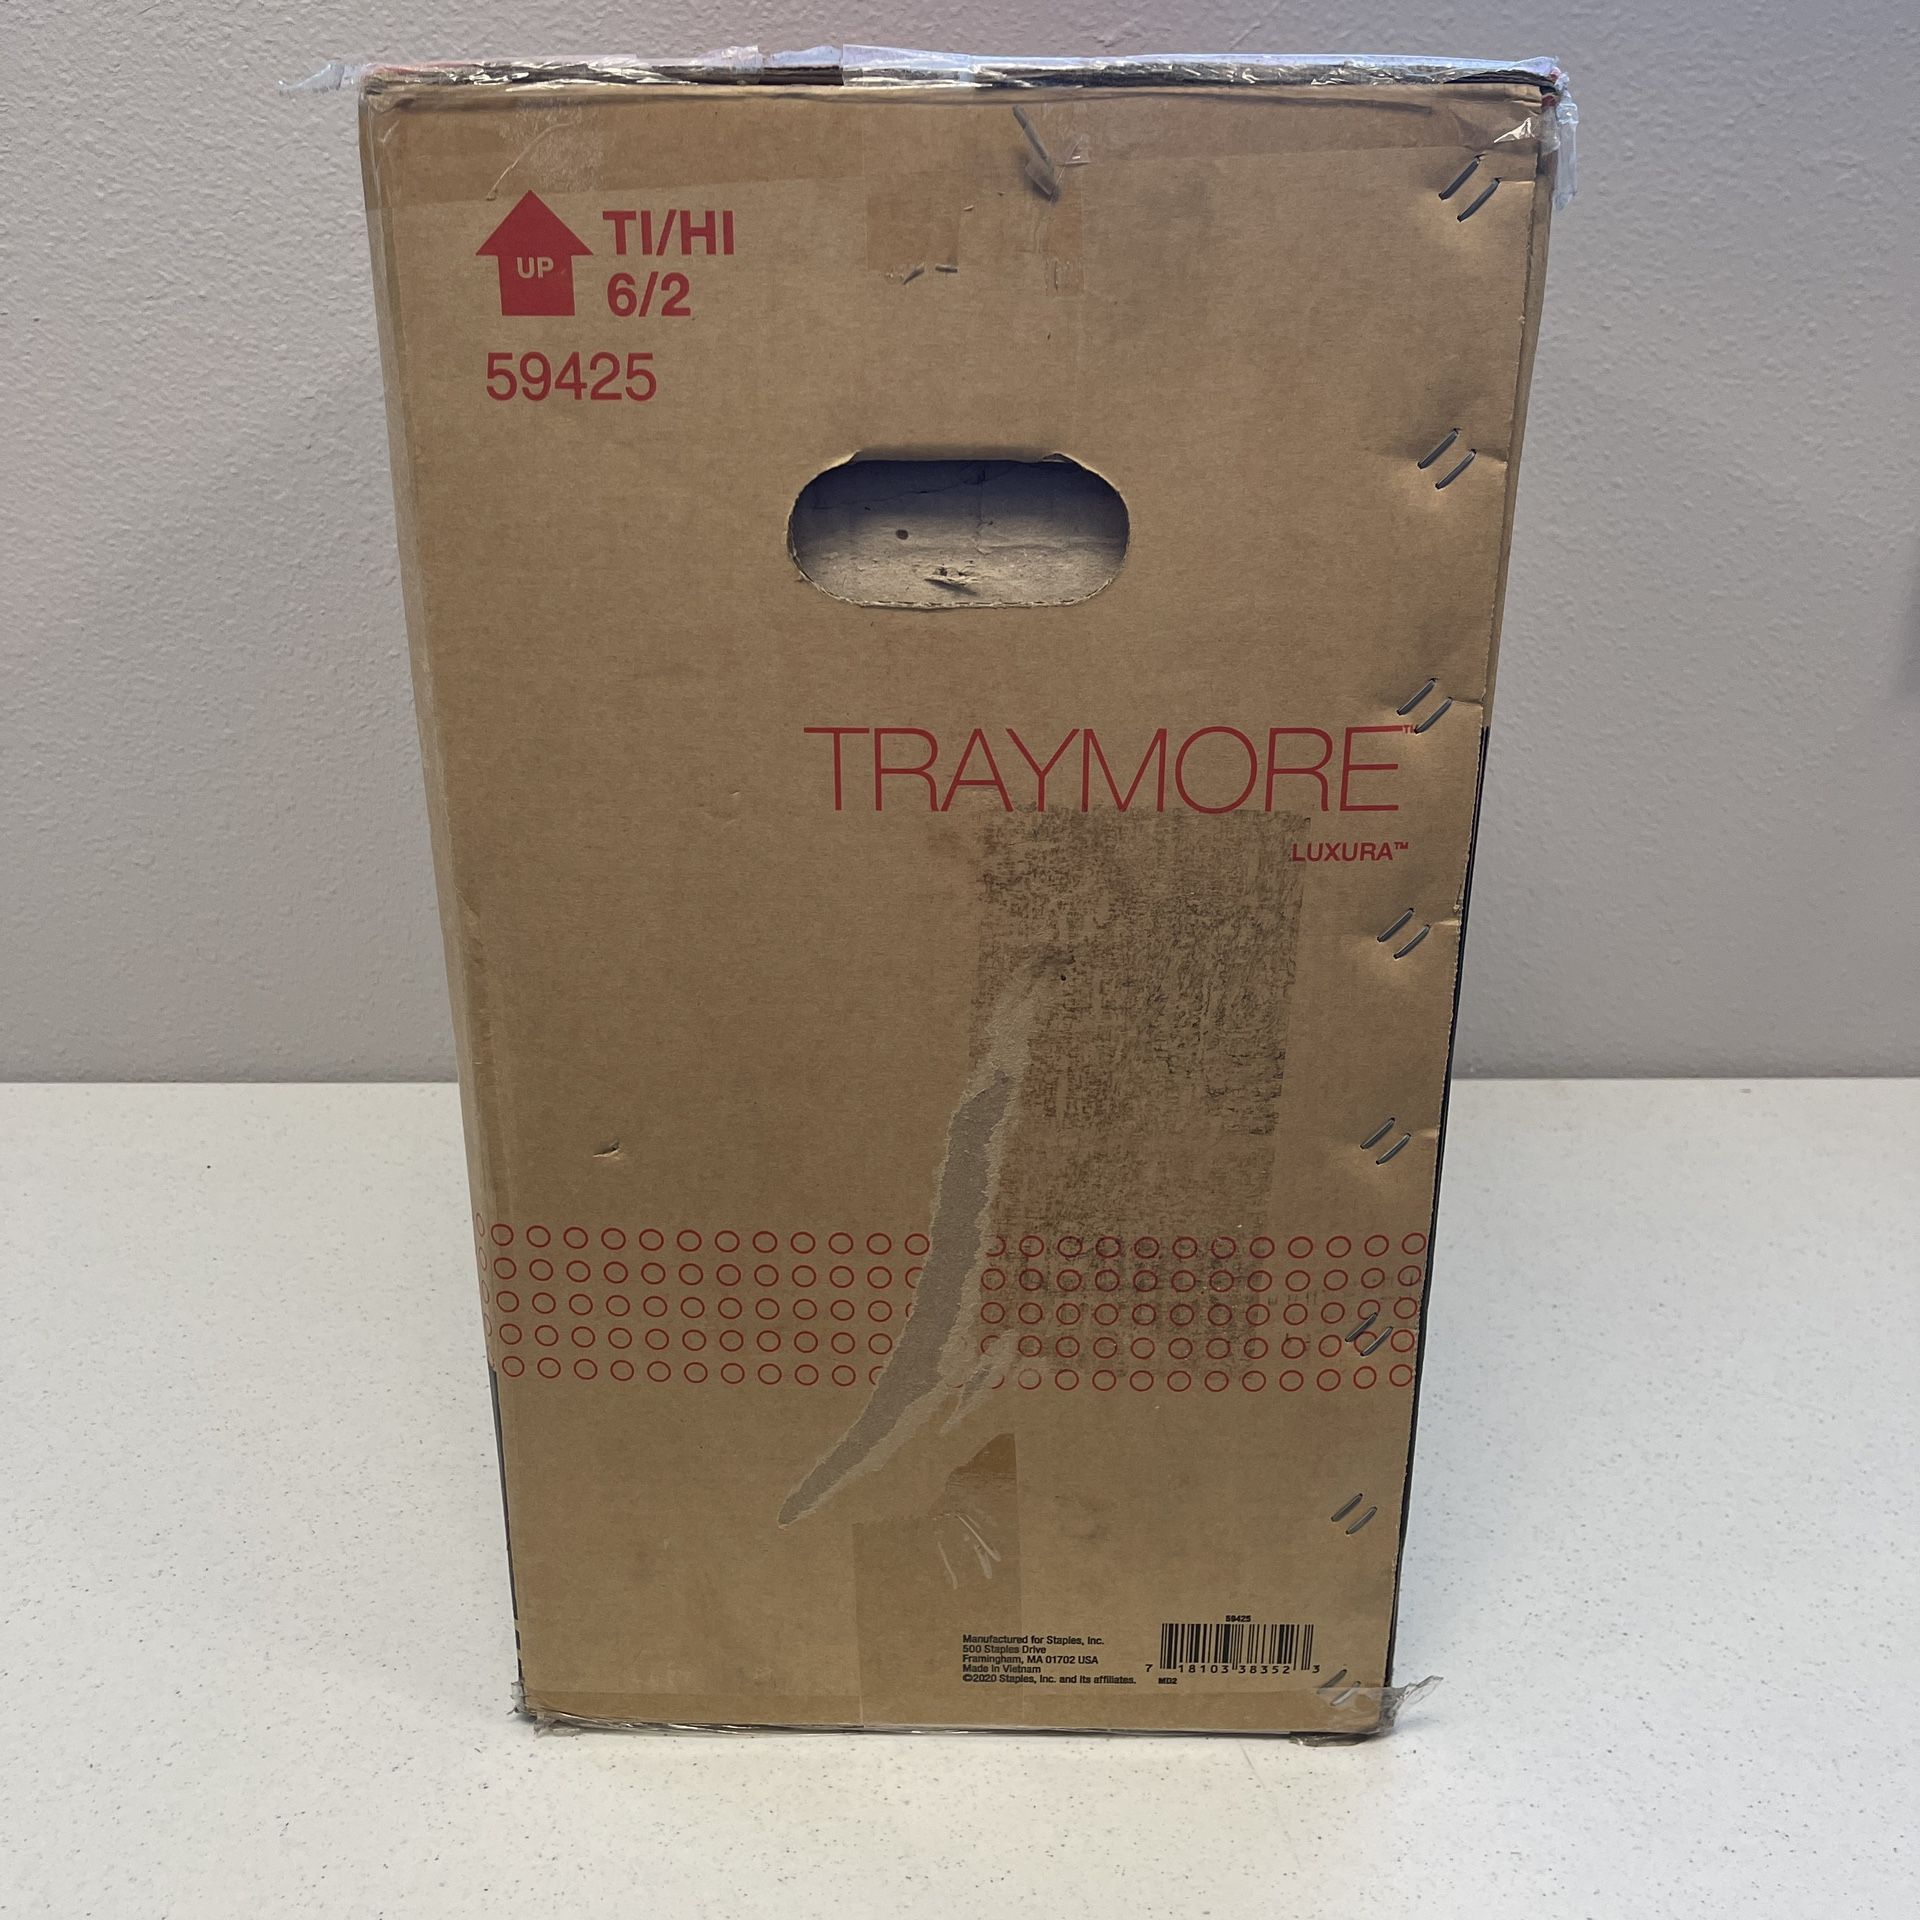 UP
TI/HI
6/2
59425
TRAYMORE™
LUXURA™
Manufactured for Staples, Inc.
500 Staples Drive
Framingham, MA 01702 USA
Made in Vietnam
©2020 Staples, Inc. and its affiliates.
59425
7 18103 38352 3
MD2